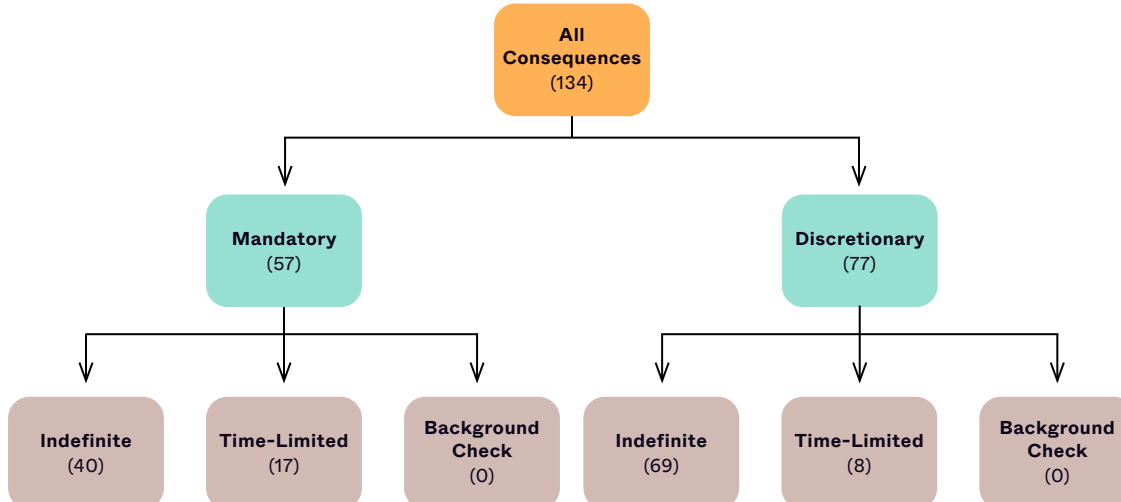 All
Consequences
(134)
Mandatory
(57)
Discretionary
(77)
Indefinite
(40)
Time-Limited
(17)
Background
Check
(0)
Indefinite
(69)
Time-Limited
(8)
Background
Check
(0)